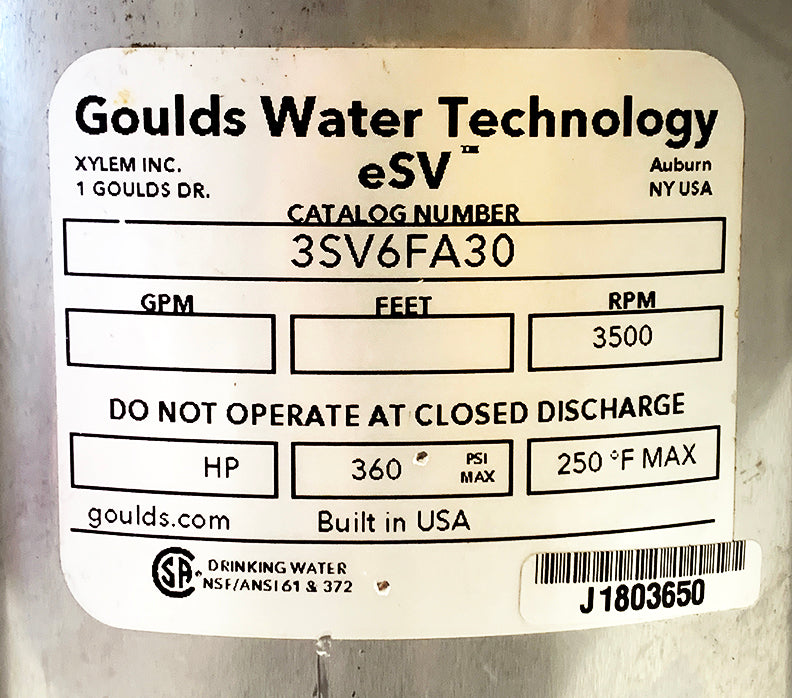 Goulds Water Technology
eSV™
XYLEM INC.
1 GOULDS DR.
Auburn
NY USA
CATALOG NUMBER
3SV6FA30
GPM FEET RPM
3500
DO NOT OPERATE AT CLOSED DISCHARGE
HP 360 PSI MAX 250 °F MAX
goulds.com Built in USA
SA® DRINKING WATER
NSF/ANSI 61 & 372
J1803650